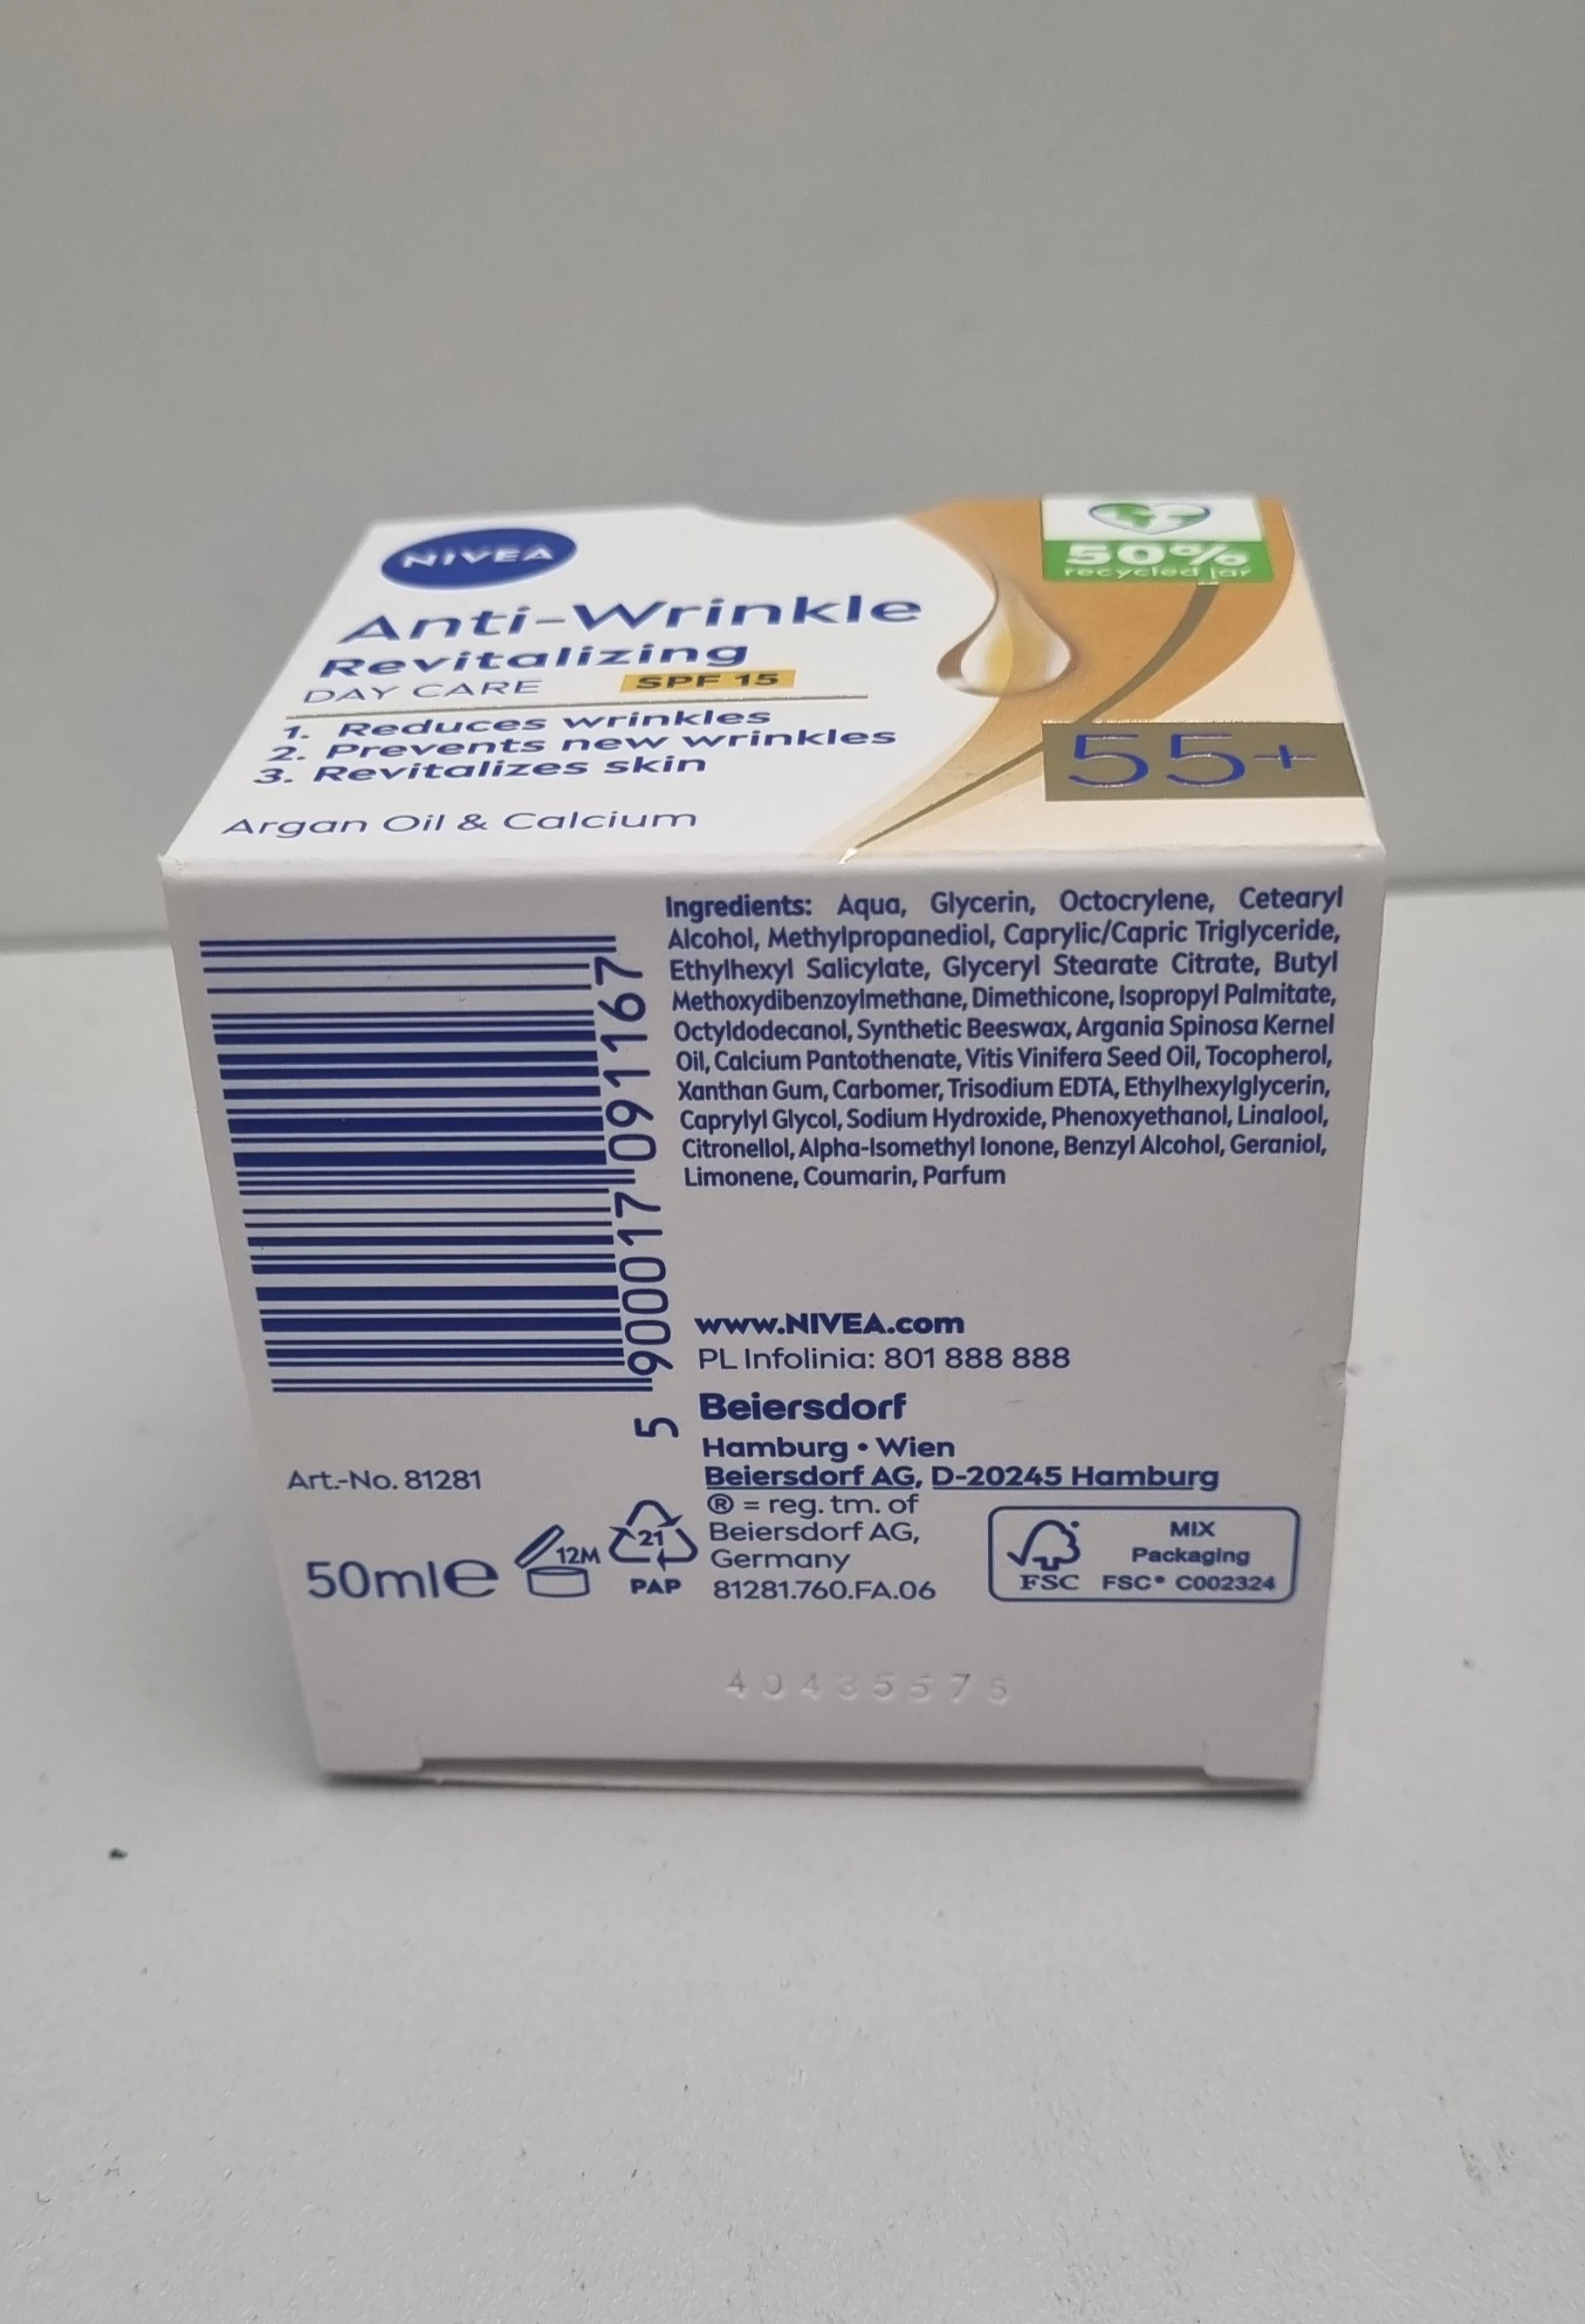 NIVEA
Anti-Wrinkle
Revitalizing
DAY CARE SPF 15
1. Reduces wrinkles
2. Prevents new wrinkles
3. Revitalizes skin
Argan Oil & Calcium
50%
recycled jar
55+
Ingredients: Aqua, Glycerin, Octocrylene, Cetearyl
Alcohol, Methylpropanediol, Caprylic/Capric Triglyceride,
Ethylhexyl Salicylate, Glyceryl Stearate Citrate, Butyl
Methoxydibenzoylmethane, Dimethicone, Isopropyl Palmitate,
Octyldodecanol, Synthetic Beeswax, Argania Spinosa Kernel
Oil, Calcium Pantothenate, Vitis Vinifera Seed Oil, Tocopherol,
Xanthan Gum, Carbomer, Trisodium EDTA, Ethylhexylglycerin,
Caprylyl Glycol, Sodium Hydroxide, Phenoxyethanol, Linalool,
Citronellol, Alpha-Isomethyl Ionone, Benzyl Alcohol, Geraniol,
Limonene, Coumarin, Parfum
5 900017 091167
www.NIVEA.com
PL Infolinia: 801 888 888
Beiersdorf
Hamburg • Wien
Beiersdorf AG, D-20245 Hamburg
® = reg. tm. of
Beiersdorf AG,
Germany
81281.760.FA.06
Art.-No. 81281
50ml℮
12M
21
PAP
FSC
MIX
Packaging
FSC® C002324